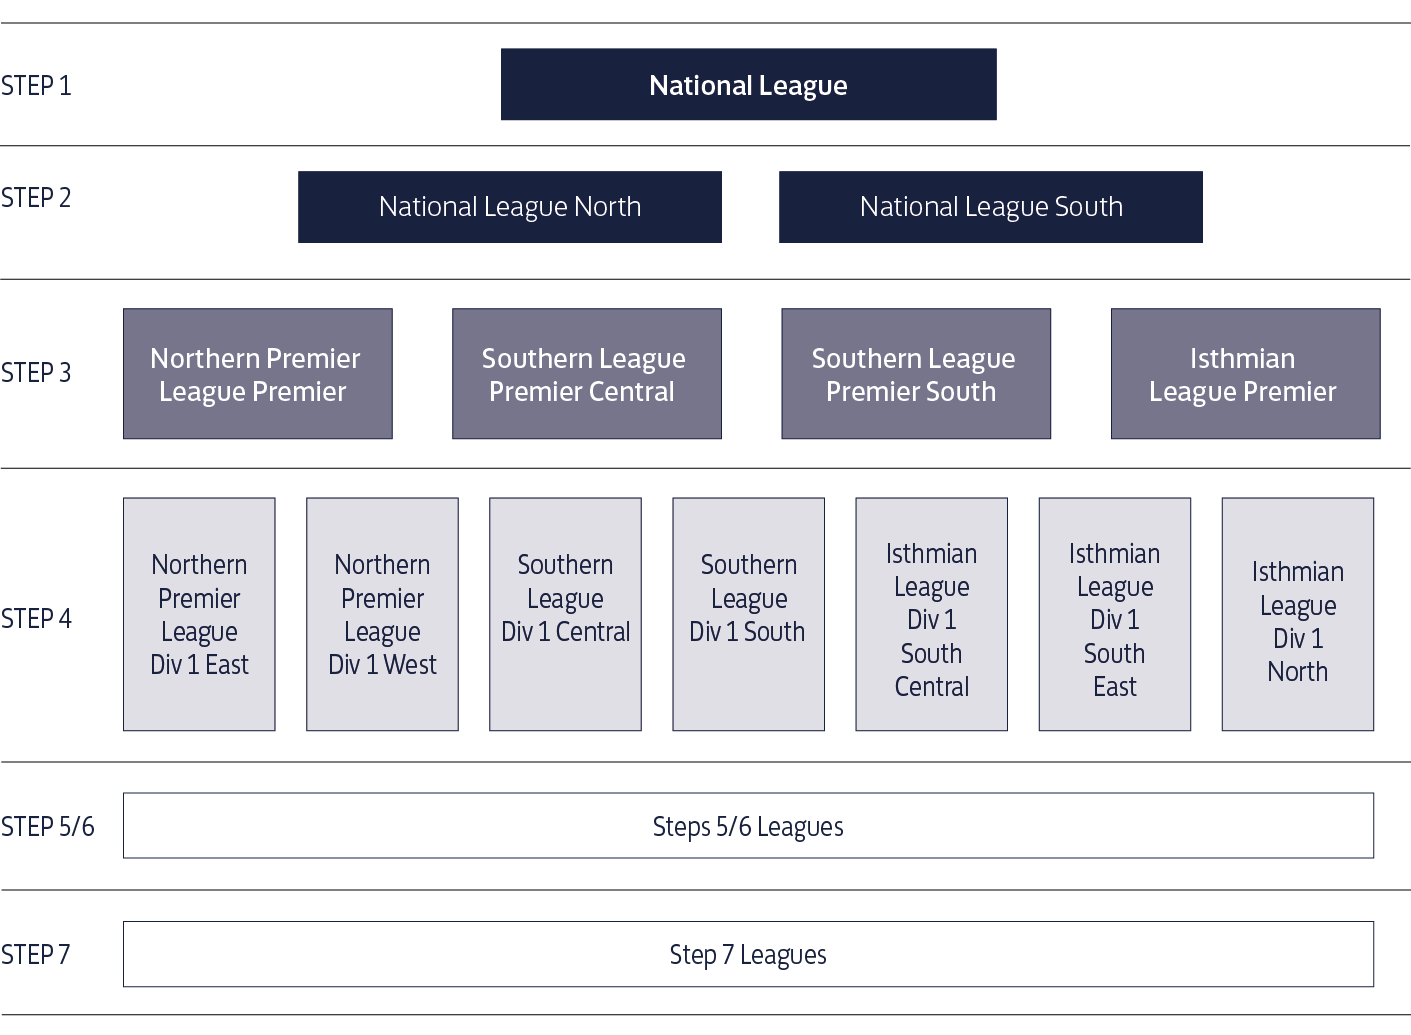 STEP 1
National League
STEP 2
National League North
National League South
STEP 3
Northern Premier
League Premier
Southern League
Premier Central
Southern League
Premier South
Isthmian
League Premier
STEP 4
Northern
Premier
League
Div 1 East
Northern
Premier
League
Div 1 West
Southern
League
Div 1 Central
Southern
League
Div 1 South
Isthmian
League
Div 1
South
Central
Isthmian
League
Div 1
South
East
Isthmian
League
Div 1
North
STEP 5/6
Steps 5/6 Leagues
STEP 7
Step 7 Leagues